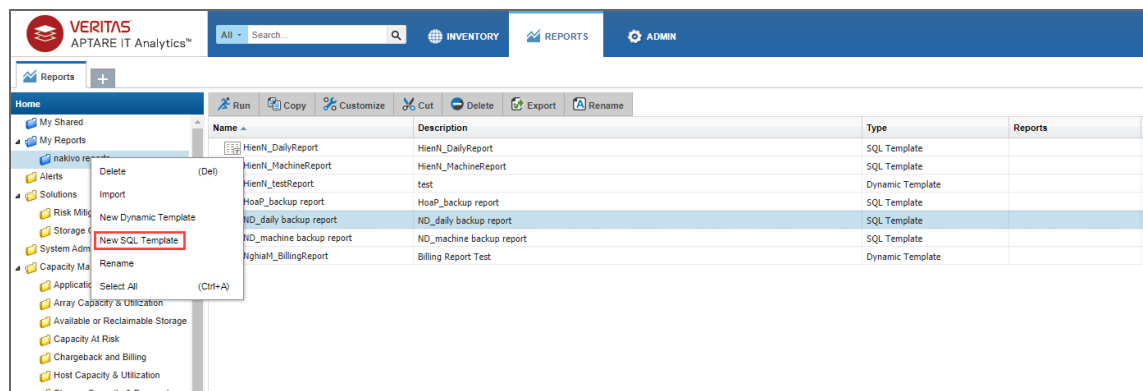 VERITAS
APTARE IT Analytics™
All Search...
INVENTORY
REPORTS
ADMIN
Reports
+
Home
Run Copy Customize Cut Delete Export Rename
My Shared
Name Description Type Reports
My Reports
HienN_DailyReport HienN_DailyReport SQL Template
nakivo
HienN_MachineReport HienN_MachineReport SQL Template
Alerts
Delete (Del)
HienN_testReport test Dynamic Template
Solutions
Import
HoaP_backup report HoaP_backup report SQL Template
Risk
New Dynamic Template
ND_daily backup report ND_daily backup report SQL Template
Storage
New SQL Template
ND_machine backup report ND_machine backup report SQL Template
System
Rename
NghiaM_BillingReport Billing Report Test Dynamic Template
Capacity
Select All (Ctrl+A)
Array Capacity & Utilization
Available or Reclaimable Storage
Capacity At Risk
Chargeback and Billing
Host Capacity & Utilization